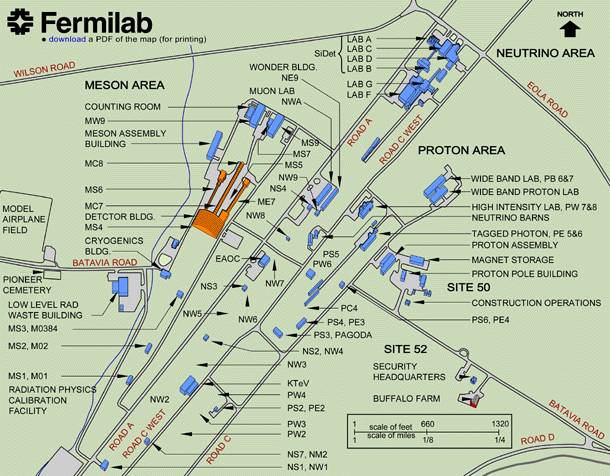 Fermilab
download a PDF of the map (for printing)
NORTH
WILSON ROAD
MESON AREA
NEUTRINO AREA
PROTON AREA
EOLA ROAD
SiDet
LAB A
LAB C
LAB D
LAB B
LAB G
LAB F
WONDER BLDG.
NE9
MUON LAB
NWA
COUNTING ROOM
MW9
MESON ASSEMBLY
BUILDING
MC8
MS6
MC7
DETCTOR BLDG.
MS4
CRYOGENICS
BLDG.
MS9
MS7
MS5
NW9
NS4
ME7
NW8
ROAD A
ROAD C WEST
WIDE BAND LAB, PB 6&7
WIDE BAND PROTON LAB
HIGH INTENSITY LAB, PW 7&8
NEUTRINO BARNS
TAGGED PHOTON, PE 5&6
PROTON ASSEMBLY
MAGNET STORAGE
PROTON POLE BUILDING
SITE 50
CONSTRUCTION OPERATIONS
PS6, PE4
MODEL
AIRPLANE
FIELD
BATAVIA ROAD
PIONEER
CEMETERY
LOW LEVEL RAD
WASTE BUILDING
MS3, M0384
MS2, M02
MS1, M01
RADIATION PHYSICS
CALIBRATION
FACILITY
EAOC
PS5
PW6
NS3
NW7
NW5
NW6
PC4
PS4, PE3
PS3, PAGODA
NS2, NW4
NW3
NW2
KTeV
PW4
PS2, PE2
PW3
PW2
NS7, NM2
NS1, NW1
ROAD A
ROAD C WEST
ROAD C
SITE 52
SECURITY
HEADQUARTERS
BUFFALO FARM
BATAVIA ROAD
ROAD D
1 scale of feet 660 1320
1 scale of miles 1/8 1/4